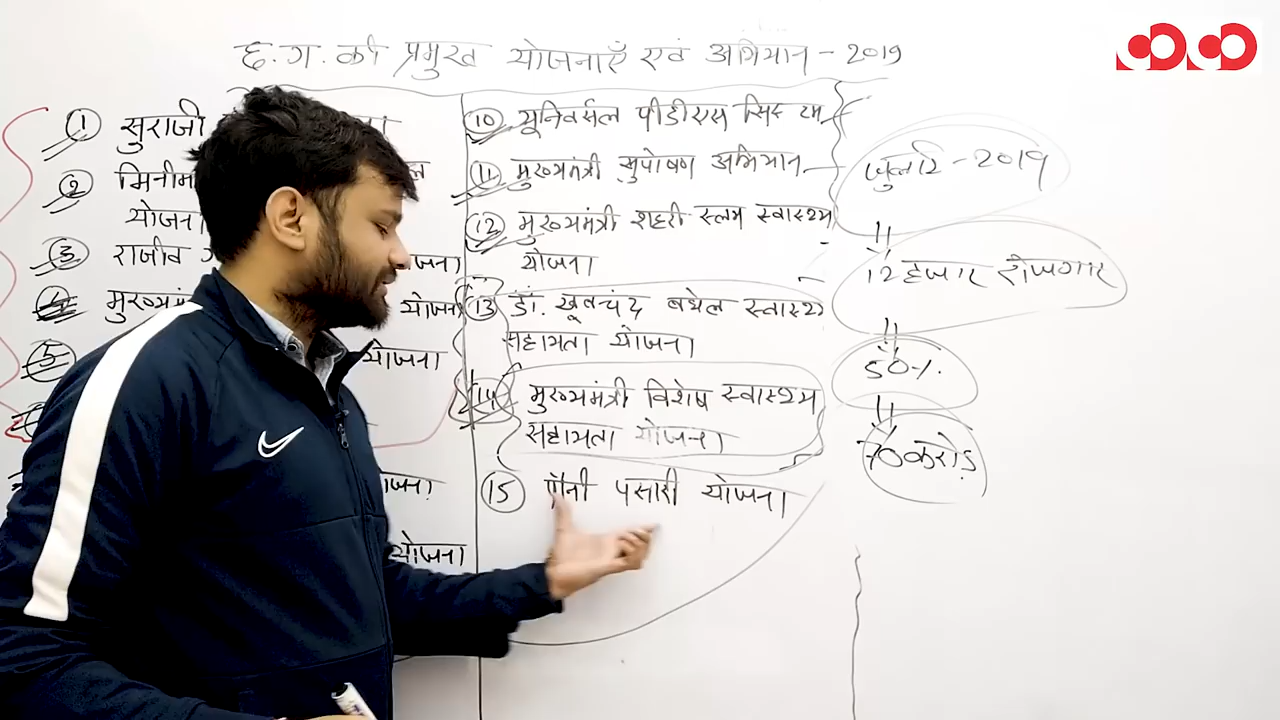 छ.ग. की प्रमुख योजनाएँ एवं अभियान - 2019
① सुराजी
② मिनीमा
योजना
③ राजीव ग
योजना
④ मुख्यमं
योजना
⑤
योजना
योजना
योजना
⑩ यूनिवर्सल पीडीएस सिस्टम
⑪ मुख्यमंत्री सुपोषण अभियान
⑫ मुख्यमंत्री शहरी स्लम स्वास्थ्य
योजना
⑬ डॉ. खूबचंद बघेल स्वास्थ्य
सहायता योजना
⑭ मुख्यमंत्री विशेष स्वास्थ्य
सहायता योजना
⑮ पौनी पसारी योजना
जुलाई - 2019
12 हजार रोजगार
50%
70 करोड़